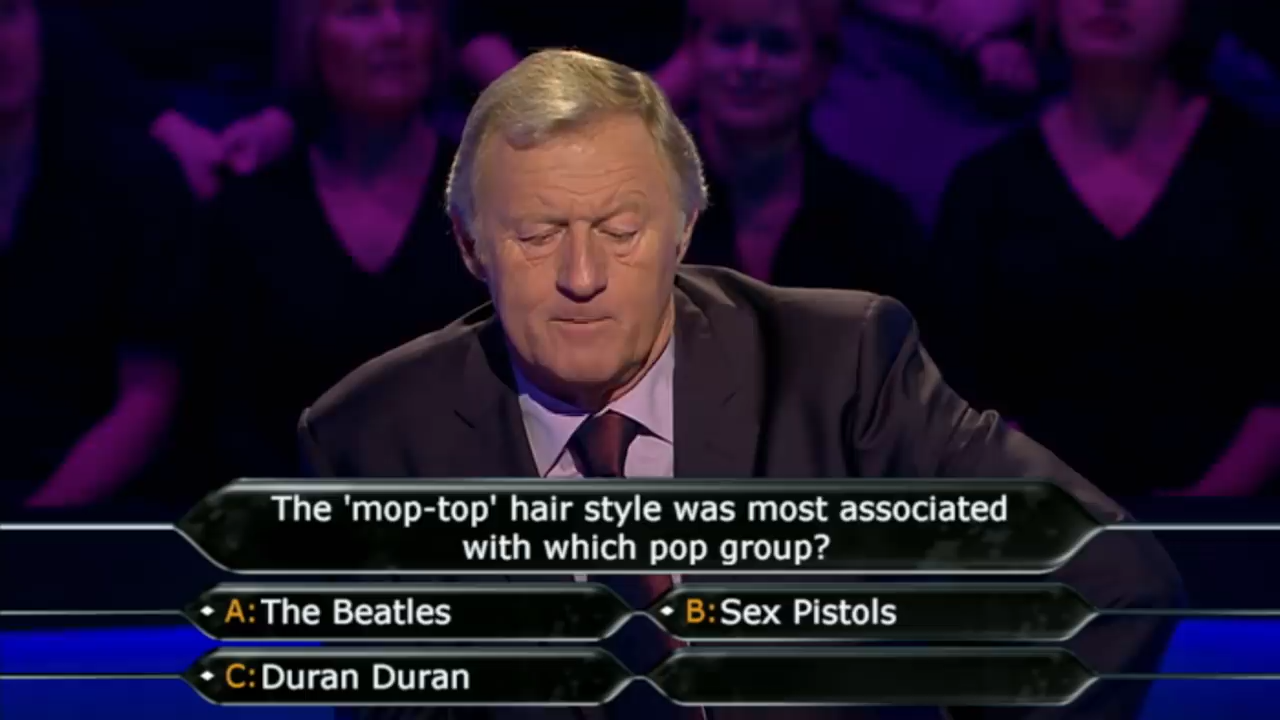 The 'mop-top' hair style was most associated
with which pop group?
A: The Beatles
B: Sex Pistols
C: Duran Duran